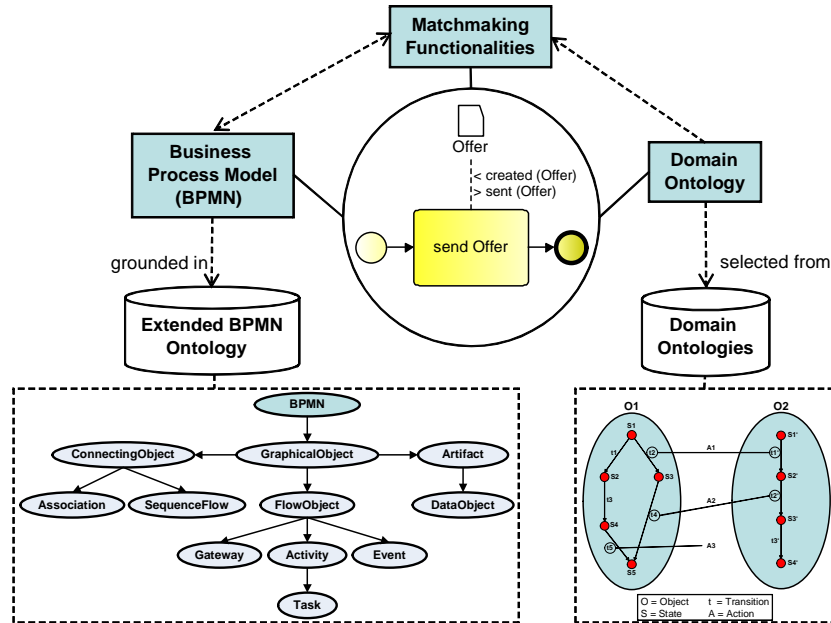 Matchmaking
Functionalities
Business
Process Model
(BPMN)
Offer
< created (Offer)
> sent (Offer)
send Offer
Domain
Ontology
grounded in
selected from
Extended BPMN
Ontology
Domain
Ontologies
BPMN
ConnectingObject
GraphicalObject
Artifact
Association
SequenceFlow
FlowObject
DataObject
Gateway
Activity
Event
Task
O1
O2
S1
S1'
t1
t2
A1
t1'
S2
S3
S2'
t3
A2
t2'
t4
S4
S3'
t5
A3
t3'
S5
S4'
O = Object t = Transition
S = State A = Action